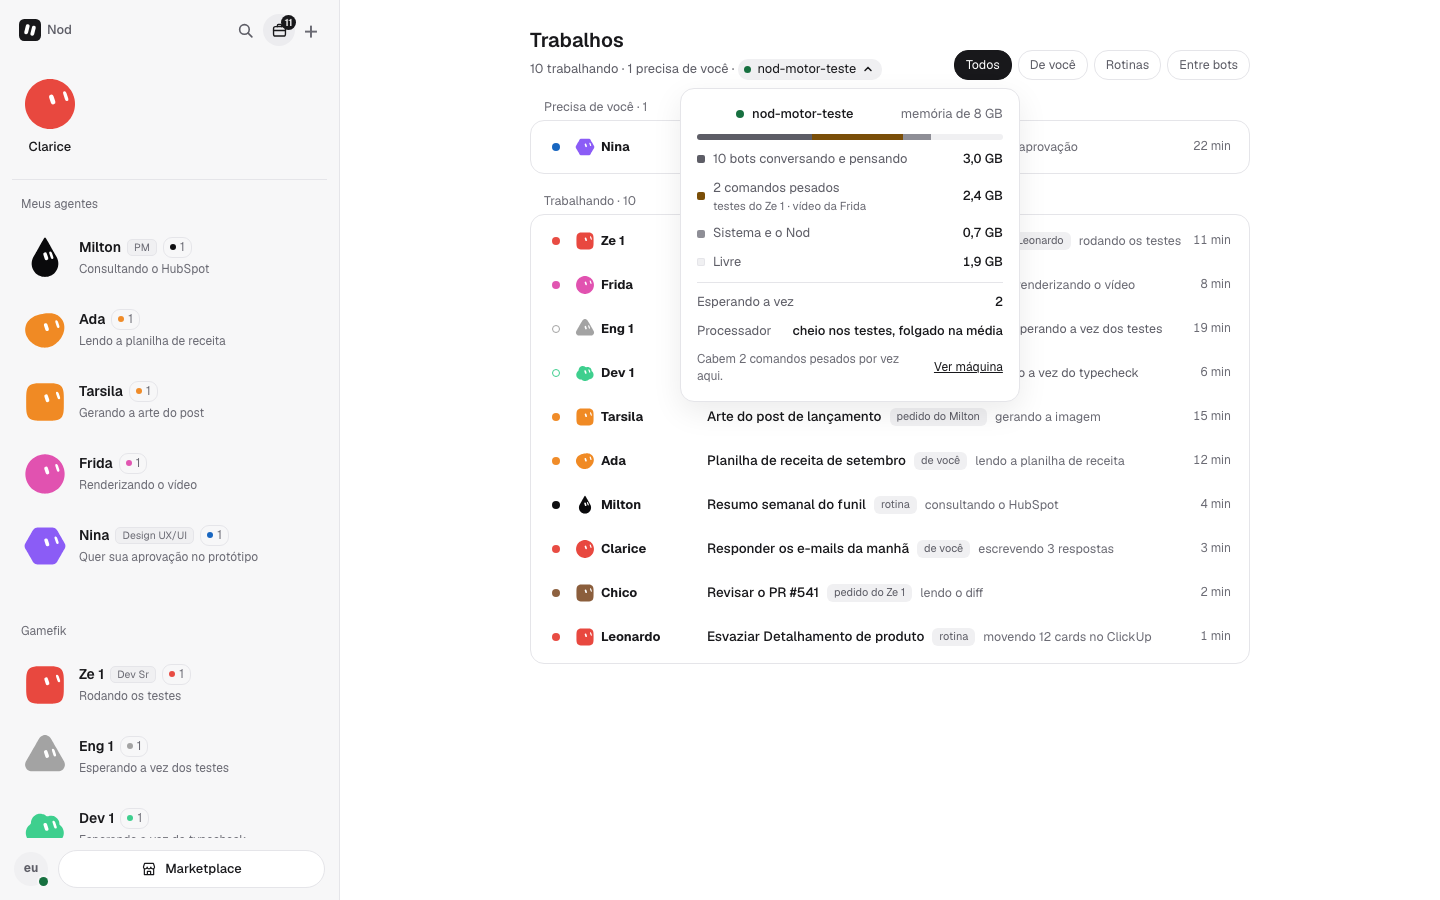 Nod
11
Clarice
Meus agentes
Milton PM 1
Consultando o HubSpot
Ada 1
Lendo a planilha de receita
Tarsila 1
Gerando a arte do post
Frida 1
Renderizando o vídeo
Nina Design UX/UI 1
Quer sua aprovação no protótipo
Gamefik
Ze 1 Dev Sr 1
Rodando os testes
Eng 1 1
Esperando a vez dos testes
Dev 1 1
eu
Marketplace
Trabalhos
10 trabalhando · 1 precisa de você · nod-motor-teste
Todos De você Rotinas Entre bots
Precisa de você · 1
Nina aprovação 22 min
Trabalhando · 10
Ze 1 Leonardo rodando os testes 11 min
Frida enderizando o vídeo 8 min
Eng 1 perando a vez dos testes 19 min
Dev 1 o a vez do typecheck 6 min
Tarsila Arte do post de lançamento pedido do Milton gerando a imagem 15 min
Ada Planilha de receita de setembro de você lendo a planilha de receita 12 min
Milton Resumo semanal do funil rotina consultando o HubSpot 4 min
Clarice Responder os e-mails da manhã de você escrevendo 3 respostas 3 min
Chico Revisar o PR #541 pedido do Ze 1 lendo o diff 2 min
Leonardo Esvaziar Detalhamento de produto rotina movendo 12 cards no ClickUp 1 min
nod-motor-teste memória de 8 GB
10 bots conversando e pensando 3,0 GB
2 comandos pesados 2,4 GB
testes do Ze 1 · vídeo da Frida
Sistema e o Nod 0,7 GB
Livre 1,9 GB
Esperando a vez 2
Processador cheio nos testes, folgado na média
Cabem 2 comandos pesados por vez
aqui.
Ver máquina